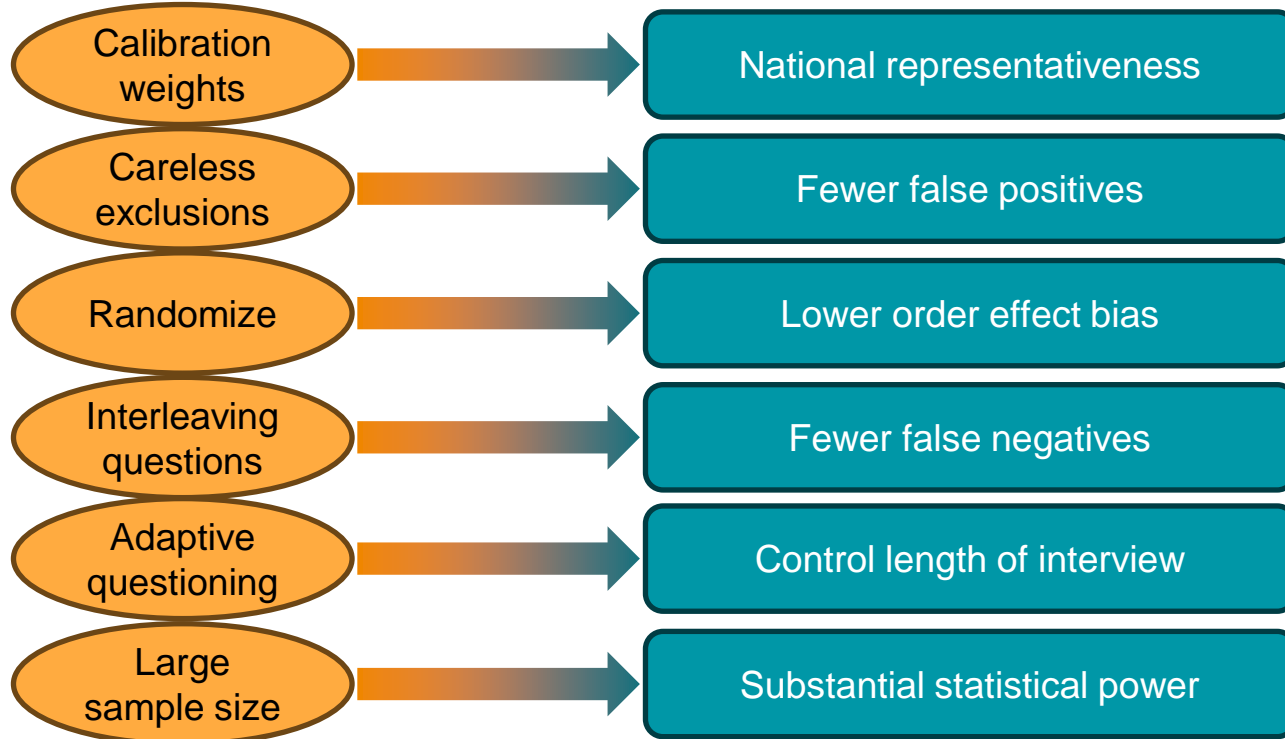 Calibration
weights
National representativeness
Careless
exclusions
Fewer false positives
Randomize
Lower order effect bias
Interleaving
questions
Fewer false negatives
Adaptive
questioning
Control length of interview
Large
sample size
Substantial statistical power